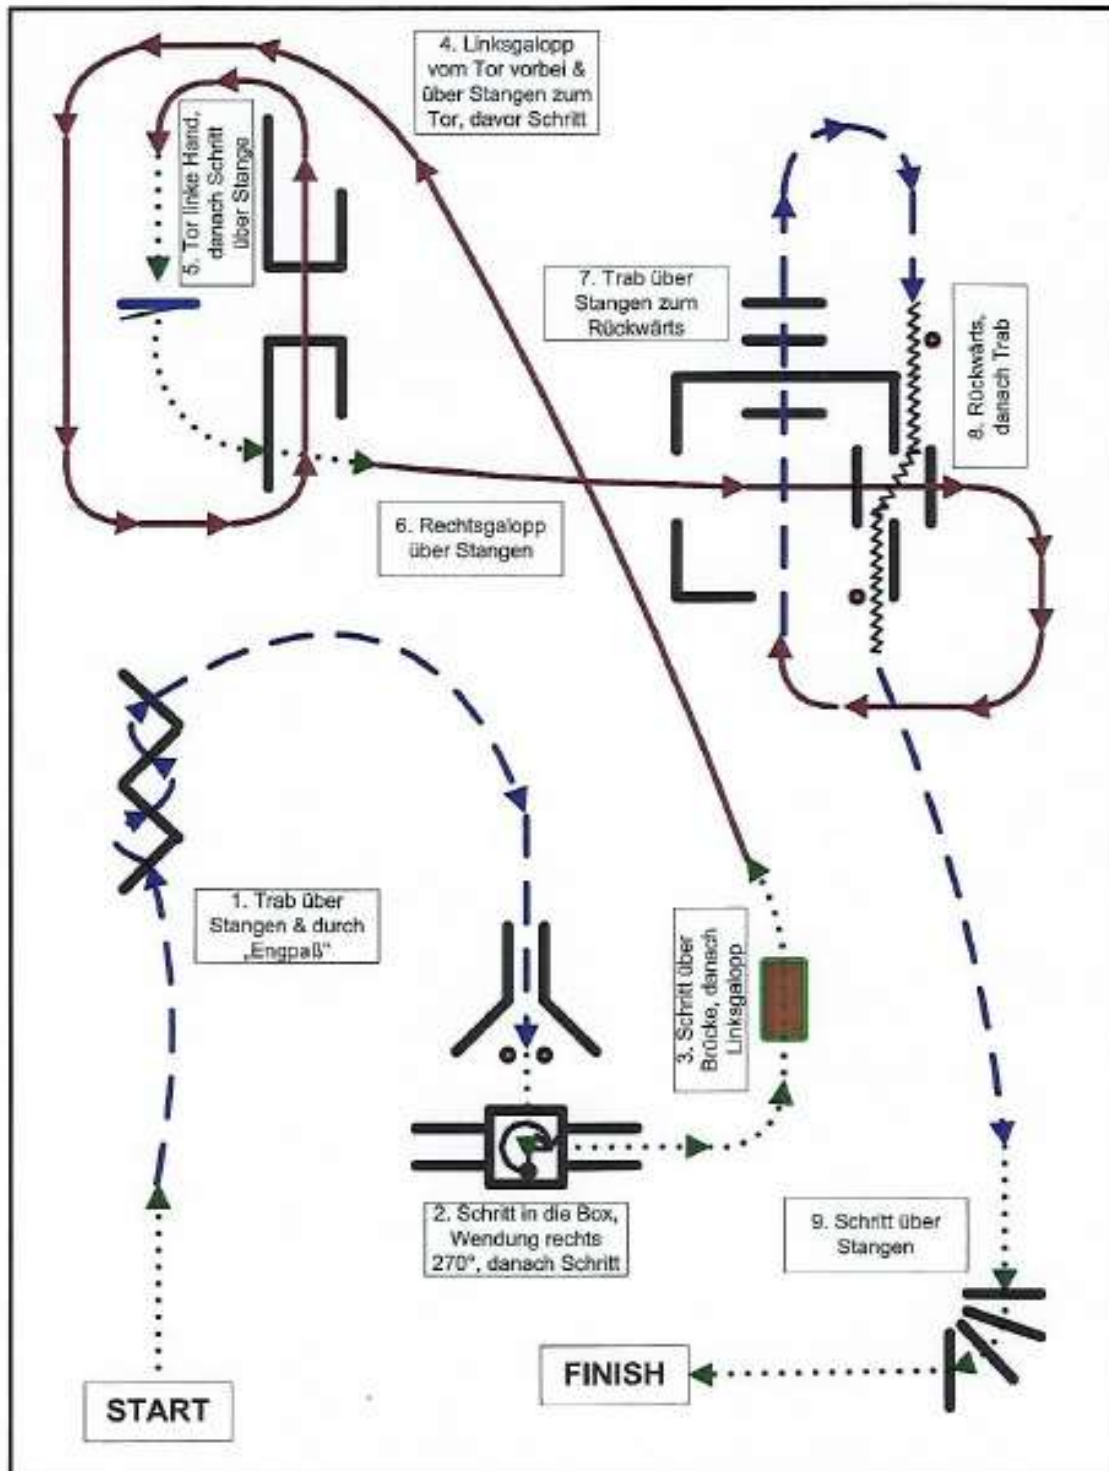 4. Linksgalopp
vom Tor vorbei &
über Stangen zum
Tor, davor Schritt
5. Tor linke Hand,
danach Schritt
über Stange
7. Trab über
Stangen zum
Rückwärts
8. Rückwärts,
danach Trab
6. Rechtsgalopp
über Stangen
1. Trab über
Stangen & durch
„Engpaß“
3. Schritt über
Brücke, danach
Linksgalopp
2. Schritt in die Box,
Wendung rechts
270°, danach Schritt
9. Schritt über
Stangen
FINISH
START